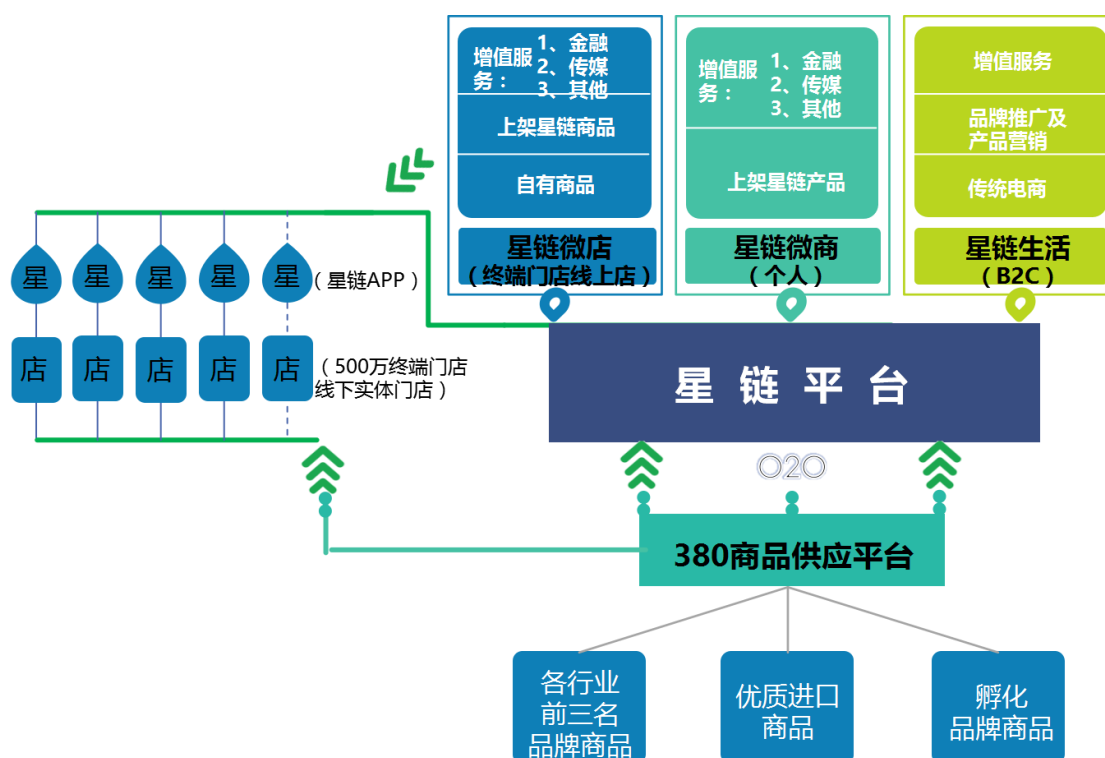 增值服
务：
1、金融
2、传媒
3、其他
上架星链商品
自有商品
星链微店
（终端门店线上店）
增值服
务：
1、金融
2、传媒
3、其他
上架星链产品
星链微商
（个人）
增值服务
品牌推广及
产品营销
传统电商
星链生活
（B2C）
星 星 星 星 星
（星链APP）
店 店 店 店 店
（500万终端门店
线下实体门店）
星 链 平 台
O2O
380商品供应平台
各行业
前三名
品牌商品
优质进口
商品
孵化
品牌商品